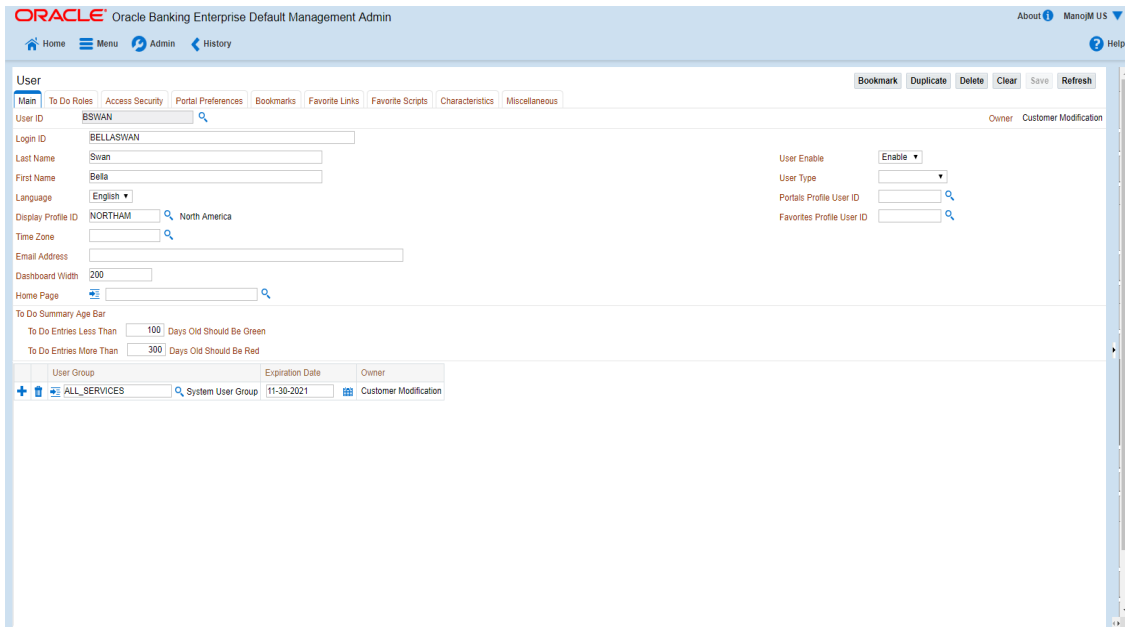 ORACLE® Oracle Banking Enterprise Default Management Admin About ManojM US
Home Menu Admin History Help
User Bookmark Duplicate Delete Clear Save Refresh
Main To Do Roles Access Security Portal Preferences Bookmarks Favorite Links Favorite Scripts Characteristics Miscellaneous
User ID BSWAN Owner Customer Modification
Login ID BELLASWAN
Last Name Swan User Enable Enable
First Name Bella User Type
Language English Portals Profile User ID
Display Profile ID NORTHAM North America Favorites Profile User ID
Time Zone
Email Address
Dashboard Width 200
Home Page
To Do Summary Age Bar
To Do Entries Less Than 100 Days Old Should Be Green
To Do Entries More Than 300 Days Old Should Be Red
User Group Expiration Date Owner
ALL_SERVICES System User Group 11-30-2021 Customer Modification